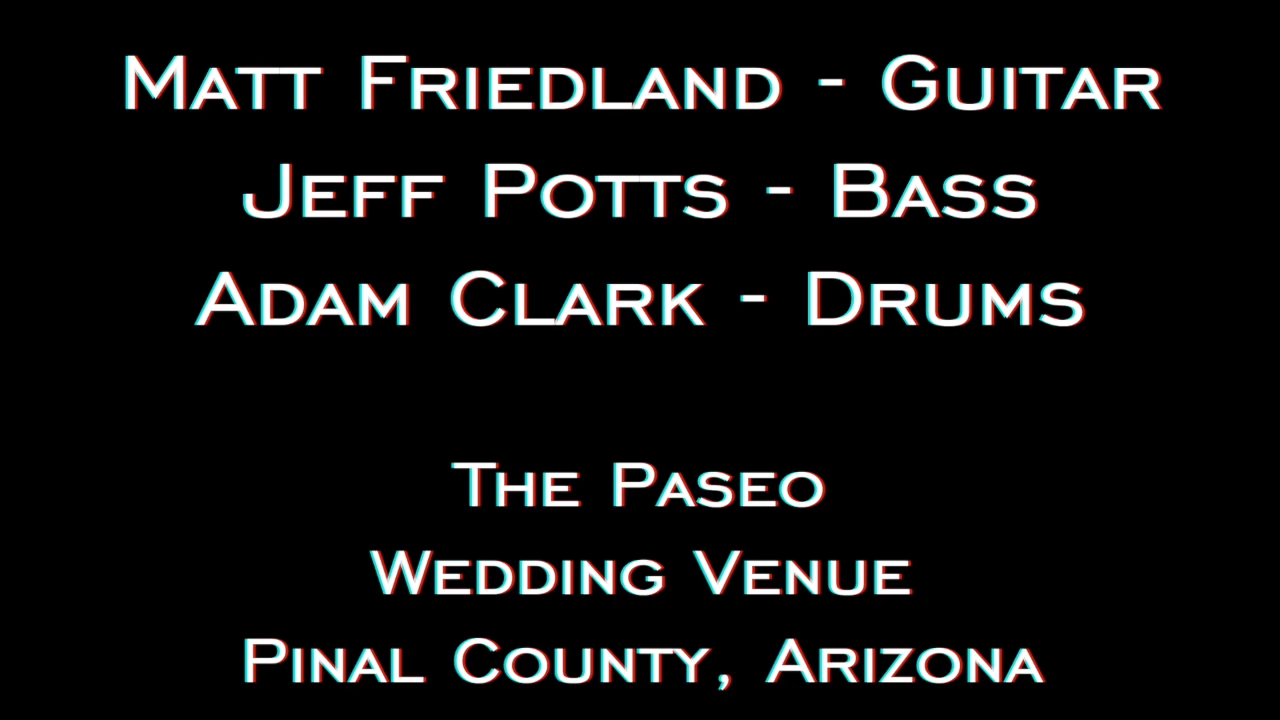 Matt Friedland - Guitar
Jeff Potts - Bass
Adam Clark - Drums
The Paseo
Wedding Venue
Pinal County, Arizona